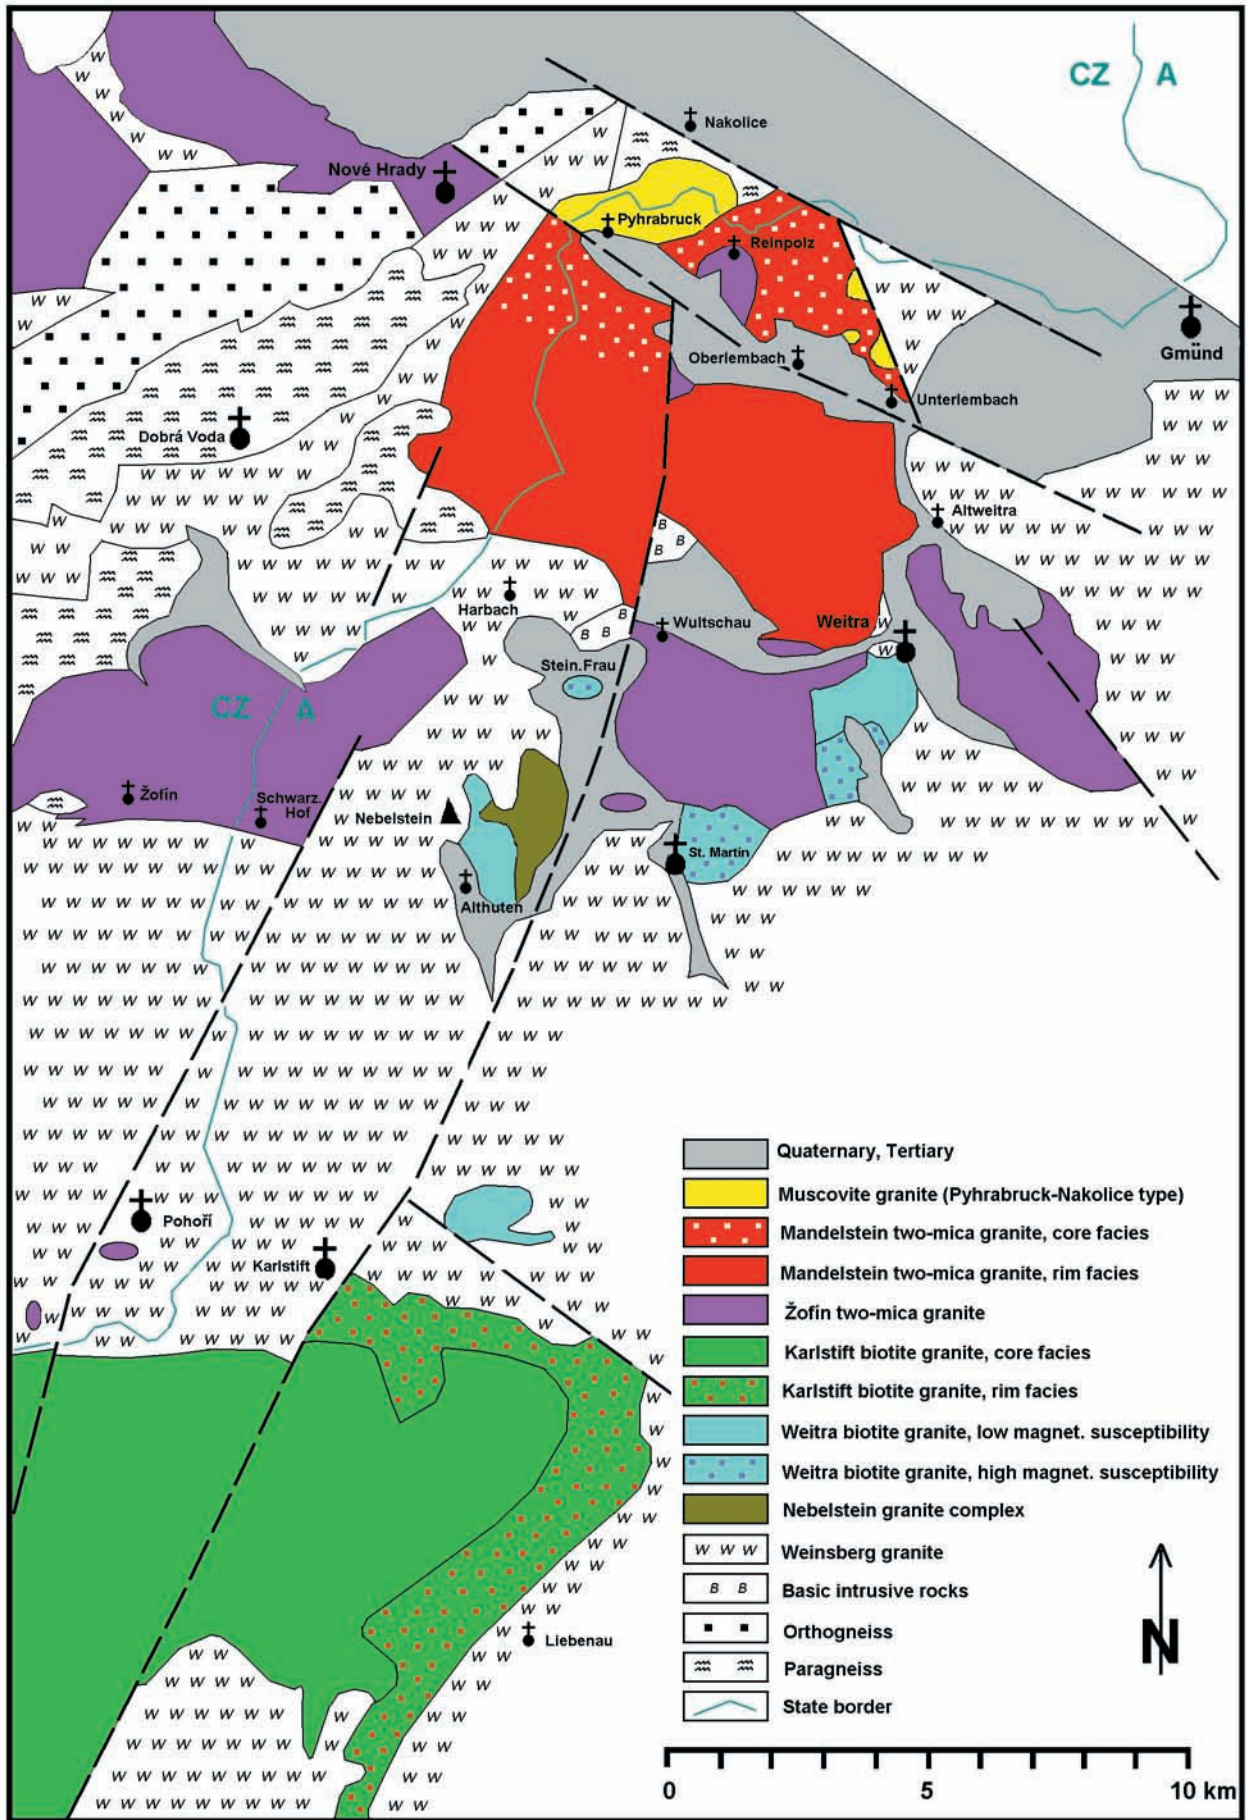 CZ A
Nakolice
Nové Hrady
Pyhrabruck
Reinpolz
Gmünd
Oberlembach
Unterlembach
Dobrá Voda
Altweitra
Harbach
Wultschau
Weitra
Stein. Frau
CZ A
Žofín
Schwarz.
Hof
Nebelstein
St. Martin
Althuten
Pohoří
Karlstift
Liebenau
Quaternary, Tertiary
Muscovite granite (Pyhrabruck-Nakolice type)
Mandelstein two-mica granite, core facies
Mandelstein two-mica granite, rim facies
Žofín two-mica granite
Karlstift biotite granite, core facies
Karlstift biotite granite, rim facies
Weitra biotite granite, low magnet. susceptibility
Weitra biotite granite, high magnet. susceptibility
Nebelstein granite complex
W W W Weinsberg granite
B B Basic intrusive rocks
Orthogneiss
Paragneiss
State border
N
0 5 10 km